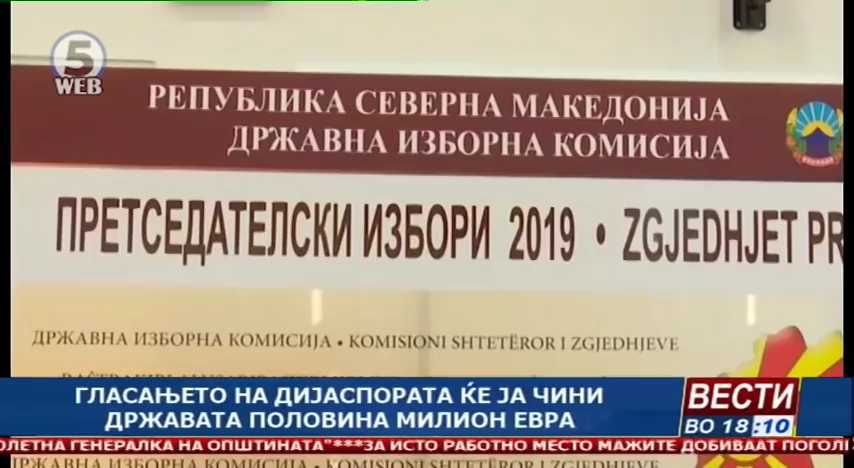 5
WEB
РЕПУБЛИКА СЕВЕРНА МАКЕДОНИЈА
ДРЖАВНА ИЗБОРНА КОМИСИЈА
ПРЕТСЕДАТЕЛСКИ ИЗБОРИ 2019 • ZGJEDHJET PR
ДРЖАВНА ИЗБОРНА КОМИСИЈА • KOMISIONI SHTETËROR I ZGJEDHJEVE
ГЛАСАЊЕТО НА ДИЈАСПОРАТА ЌЕ ЈА ЧИНИ
ДРЖАВАТА ПОЛОВИНА МИЛИОН ЕВРА
ВЕСТИ
ВО 18:10
ОЛЕТНА ГЕНЕРАЛКА НА ОПШТИНАТА"***ЗА ИСТО РАБОТНО МЕСТО МАЖИТЕ ДОБИВААТ ПОГОЛ
ДРЖАВНА ИЗБОРНА КОМИСИЈА • KOMISIONI SHTETËROR I ZGJEDHJEVE